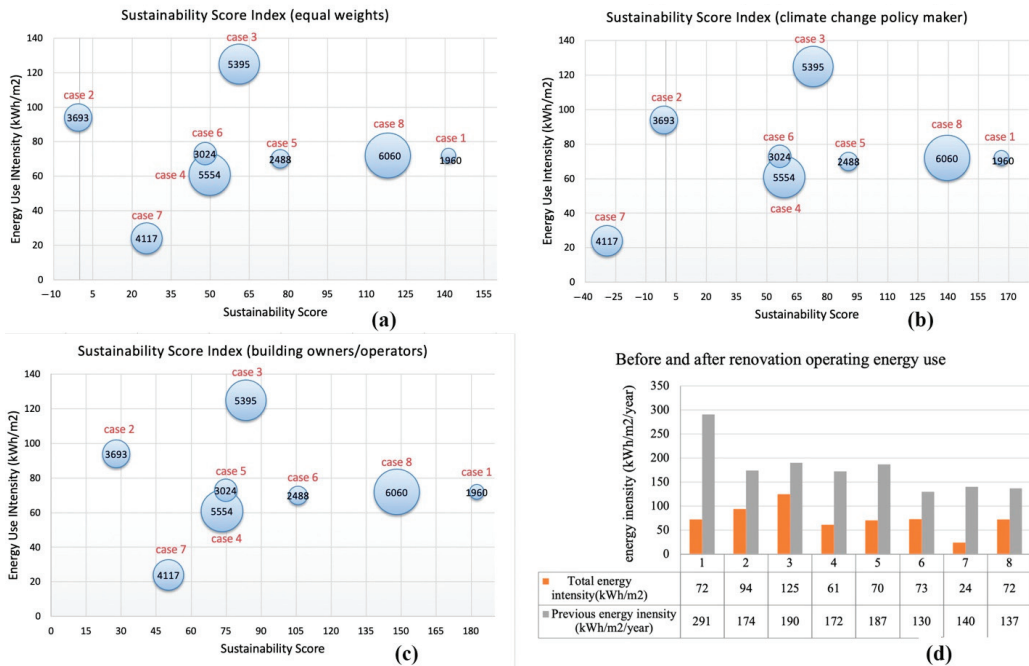 Sustainability Score Index (equal weights)
Energy Use INtensity (kWh/m2)
140
120
100
80
60
40
20
0
case 3
5395
case 2
3693
case 6
3024
case 4
5554
case 5
2488
case 8
6060
case 1
1960
case 7
4117
−10 5 20 35 50 65 80 95 110 125 140 155
Sustainability Score
(a)
Sustainability Score Index (climate change policy maker)
Energy Use Intensity (kWh/m2)
140
120
100
80
60
40
20
0
case 3
5395
case 2
3693
case 6
3024
5554
case 4
case 5
2488
case 8
6060
case 1
1960
case 7
4117
−40 −25 −10 5 20 35 50 65 80 95 110 125 140 155 170
Sustainability Score
(b)
Sustainability Score Index (building owners/operators)
Energy Use INtensity (kWh/m2)
140
120
100
80
60
40
20
0
case 3
5395
case 2
3693
case 5
3024
5554
case 4
case 6
2488
case 8
6060
case 1
1960
case 7
4117
0 15 30 45 60 75 90 105 120 135 150 165 180
Sustainability Score
(c)
Before and after renovation operating energy use
energy inensity (kWh/m2/year)
350
300
250
200
150
100
50
0
1 2 3 4 5 6 7 8
Total energy intensity(kWh/m2) 72 94 125 61 70 73 24 72
Previous energy inensity (kWh/m2/year) 291 174 190 172 187 130 140 137
(d)